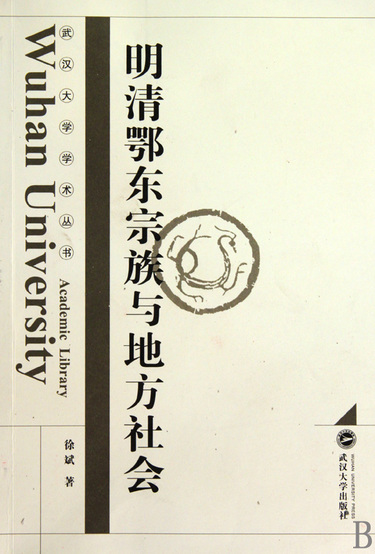 武汉大学学术丛书
Wuhan University
Academic Library
明清鄂东宗族与地方社会
徐斌 著
WUHAN UNIVERSITY PRESS
武汉大学出版社
B